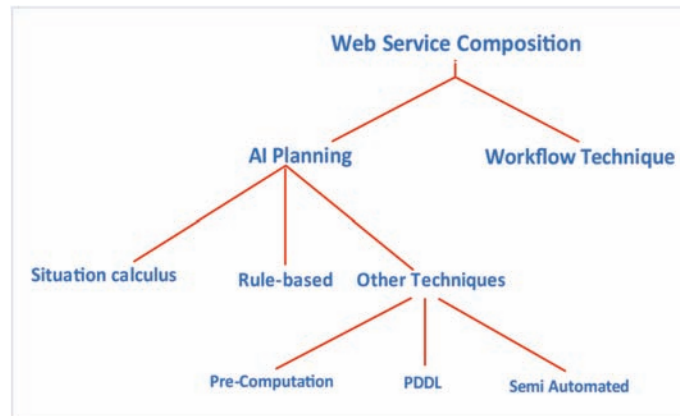 Web Service Composition
AI Planning
Workflow Technique
Situation calculus
Rule-based
Other Techniques
Pre-Computation
PDDL
Semi Automated